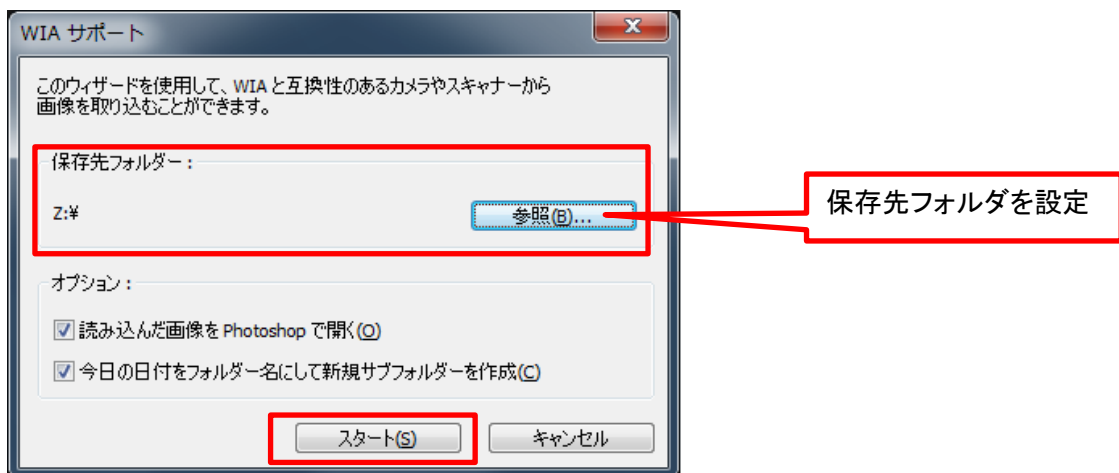 WIA サポート
このウィザードを使用して、WIA と互換性のあるカメラやスキャナーから
画像を取り込むことができます。
保存先フォルダー :
Z:¥
参照(B)...
保存先フォルダを設定
オプション :
読み込んだ画像を Photoshop で開く(O)
今日の日付をフォルダー名にして新規サブフォルダーを作成(C)
スタート(S)
キャンセル